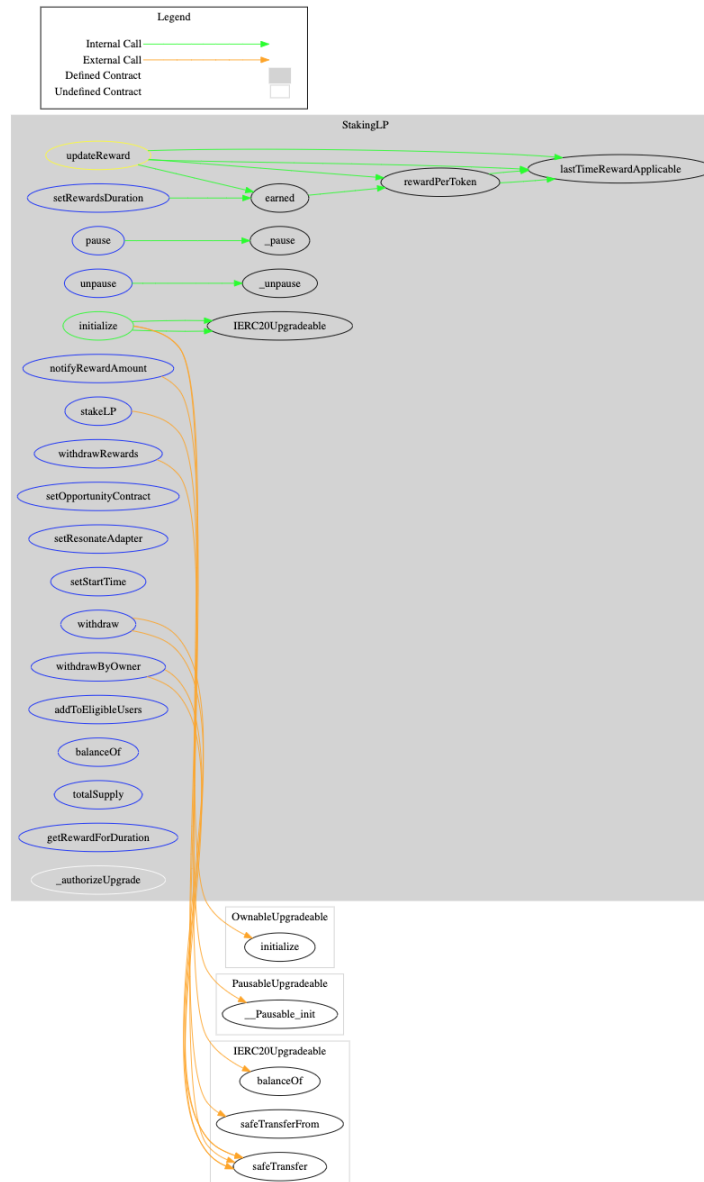 Legend
Internal Call
External Call
Defined Contract
Undefined Contract
StakingLP
updateReward
lastTimeRewardApplicable
rewardPerToken
setRewardsDuration
earned
pause
_pause
unpause
_unpause
initialize
IERC20Upgradeable
notifyRewardAmount
stakeLP
withdrawRewards
setOpportunityContract
setResonateAdapter
setStartTime
withdraw
withdrawByOwner
addToEligibleUsers
balanceOf
totalSupply
getRewardForDuration
_authorizeUpgrade
OwnableUpgradeable
initialize
PausableUpgradeable
__Pausable_init
IERC20Upgradeable
balanceOf
safeTransferFrom
safeTransfer